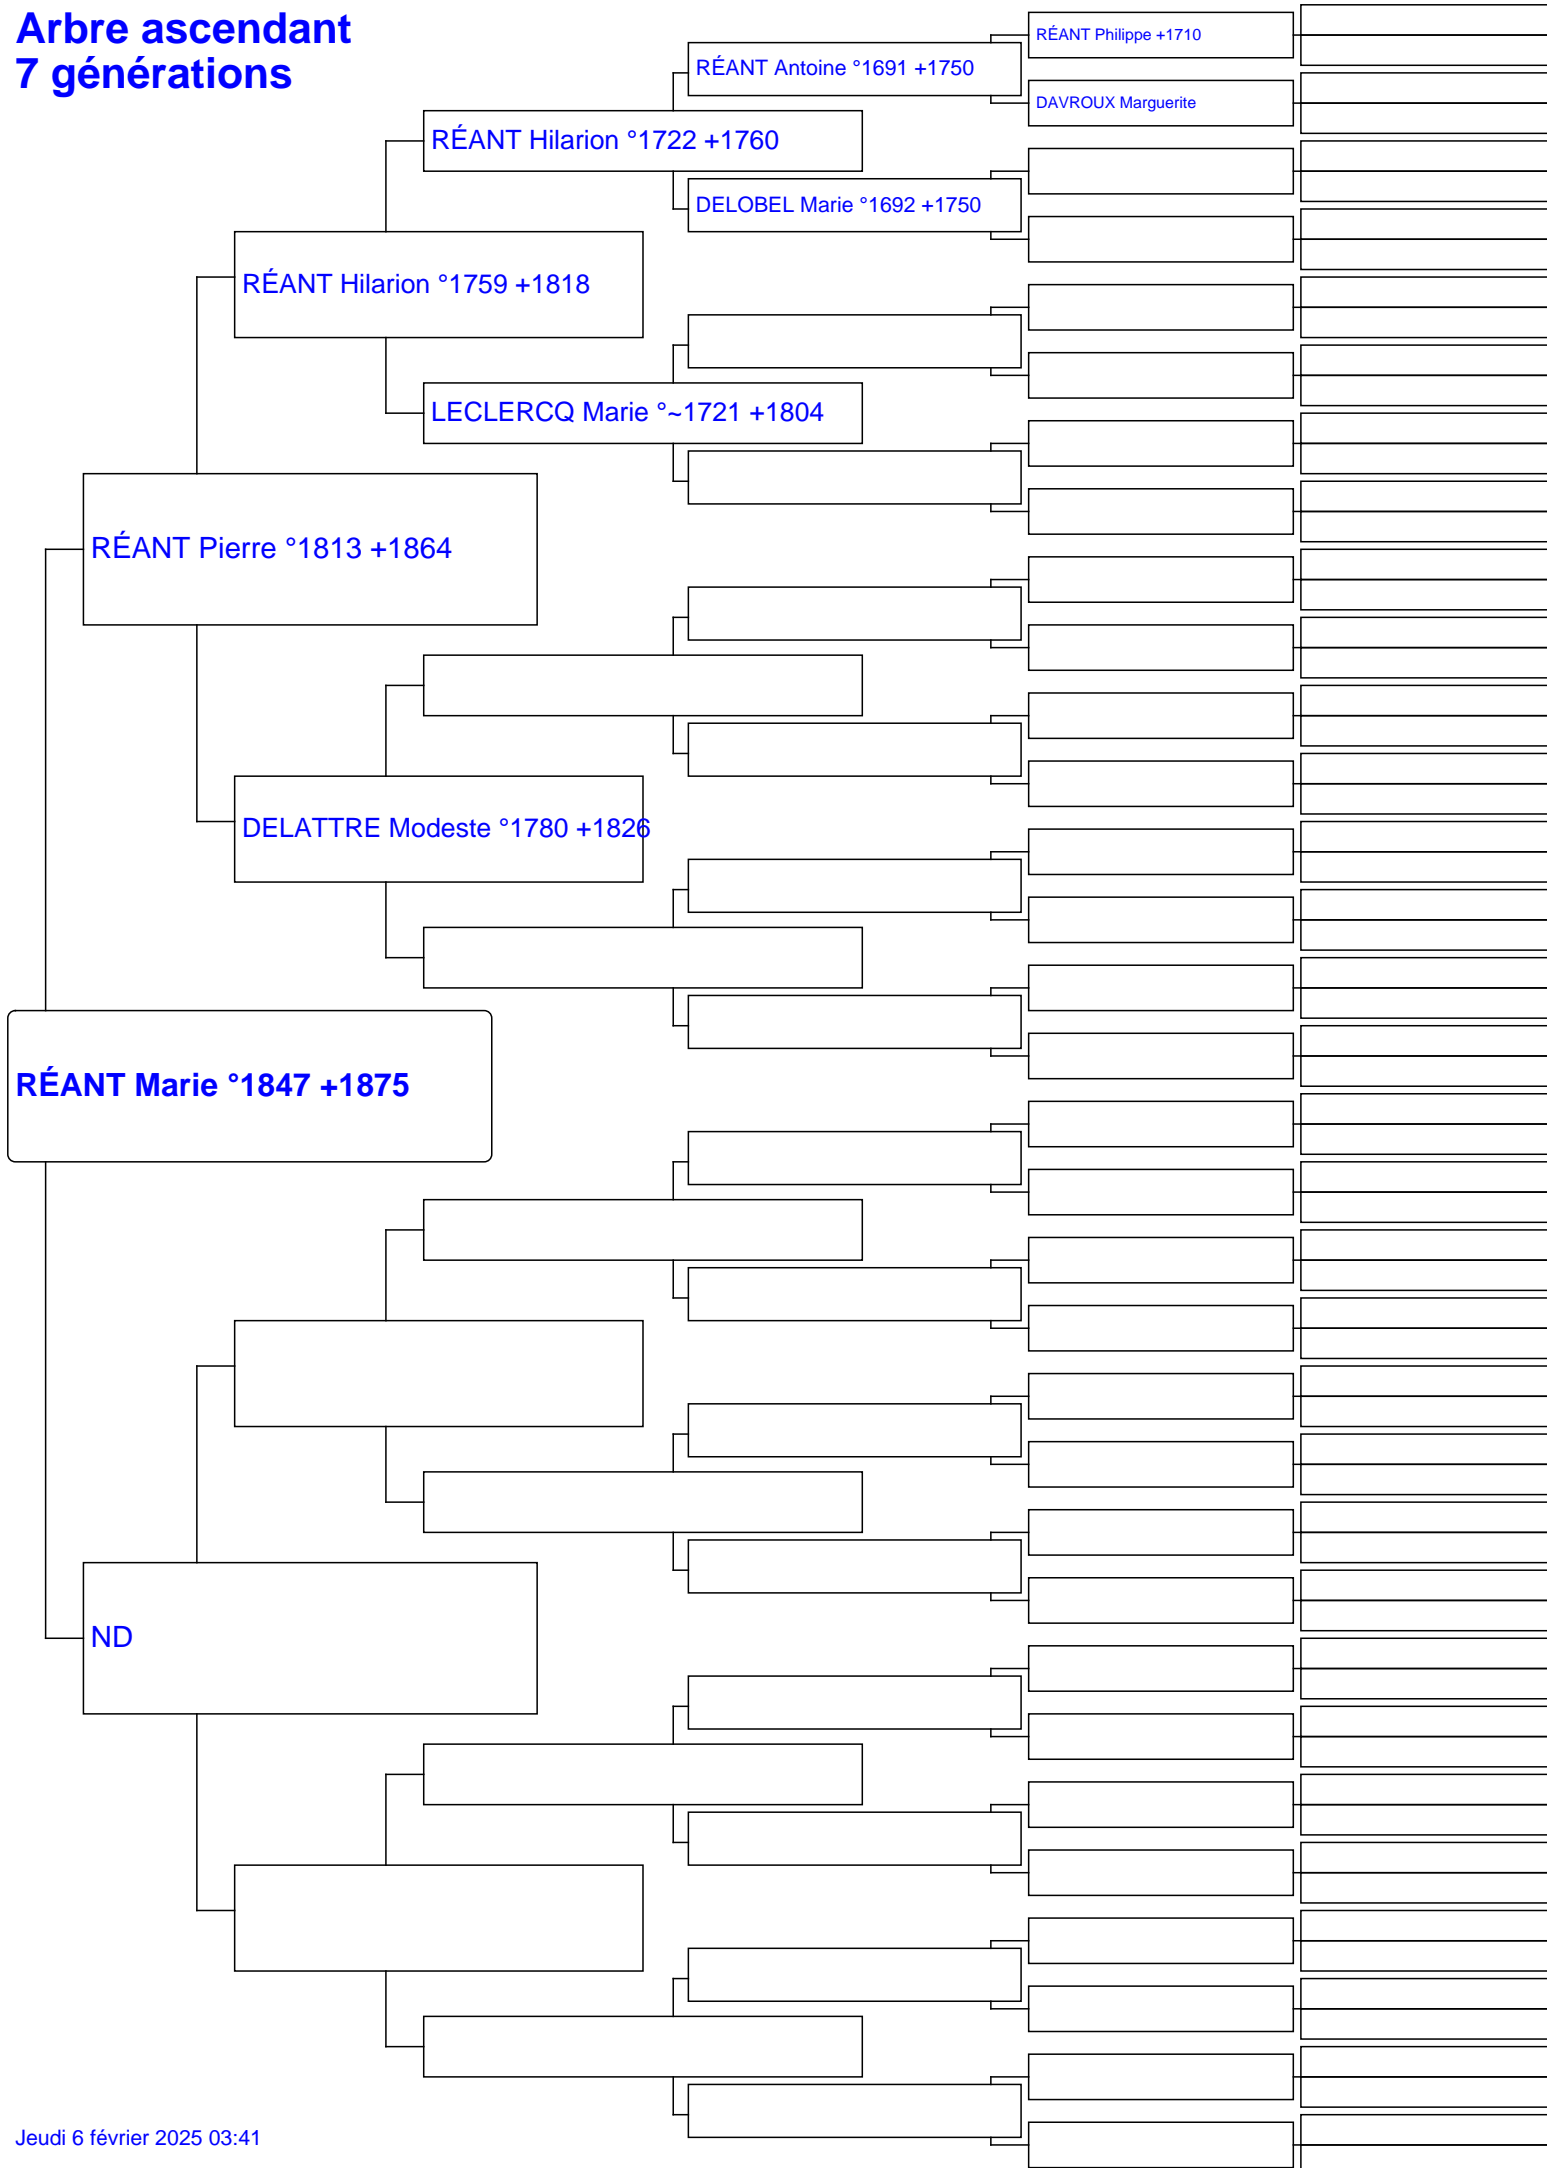 Arbre ascendant
7 générations
RÉANT Philippe +1710
RÉANT Antoine °1691 +1750
DAVROUX Marguerite
RÉANT Hilarion °1722 +1760
DELOBEL Marie °1692 +1750
RÉANT Hilarion °1759 +1818
LECLERCQ Marie °~1721 +1804
RÉANT Pierre °1813 +1864
DELATTRE Modeste °1780 +1826
RÉANT Marie °1847 +1875
ND
Jeudi 6 février 2025 03:41